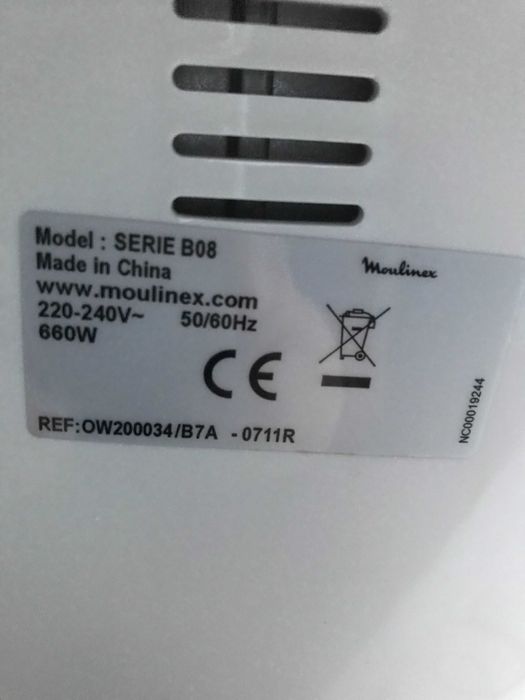 Model : SERIE B08
Made in China
www.moulinex.com
220-240V~ 50/60Hz
660W
Moulinex
CE
REF:OW200034/B7A - 0711R
NC00019244